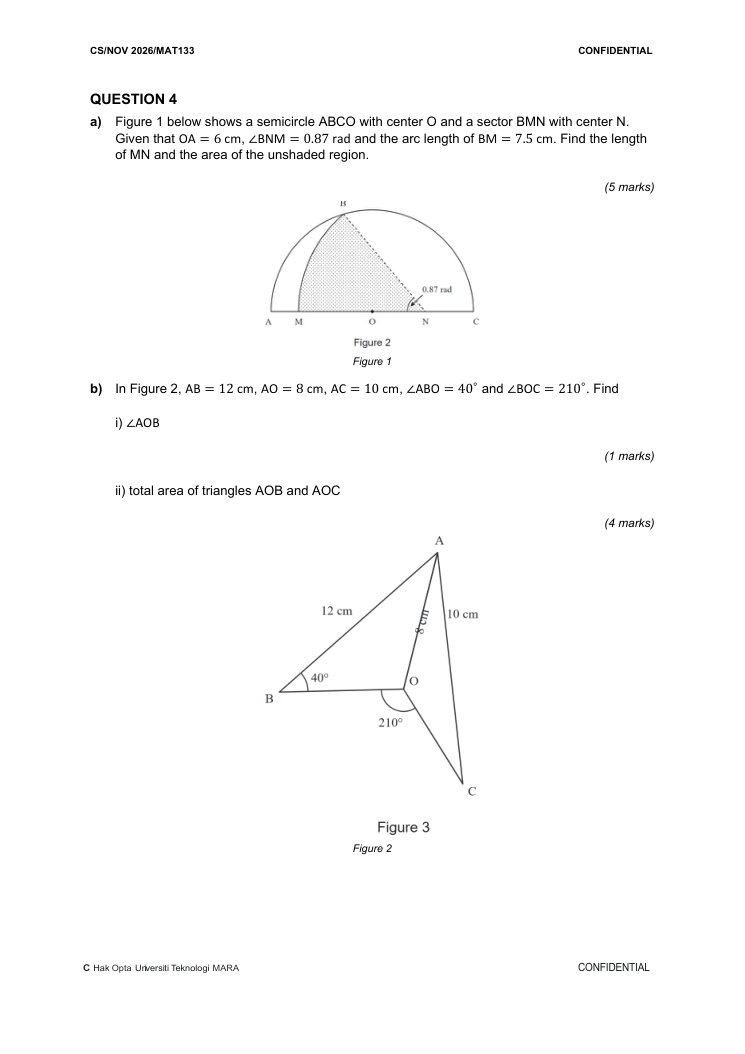 CS/NOV 2026/MAT133 CONFIDENTIAL
QUESTION 4
a) Figure 1 below shows a semicircle ABCO with center O and a sector BMN with center N.
Given that OA = 6 cm, ∠BNM = 0.87 rad and the arc length of BM = 7.5 cm. Find the length
of MN and the area of the unshaded region.
(5 marks)
B
0.87 rad
A M O N C
Figure 2
Figure 1
b) In Figure 2, AB = 12 cm, AO = 8 cm, AC = 10 cm, ∠ABO = 40° and ∠BOC = 210°. Find
i) ∠AOB
(1 marks)
ii) total area of triangles AOB and AOC
(4 marks)
A
12 cm 8 cm 10 cm
40° O
B
210°
C
Figure 3
Figure 2
C Hak Opta Universiti Teknologi MARA CONFIDENTIAL